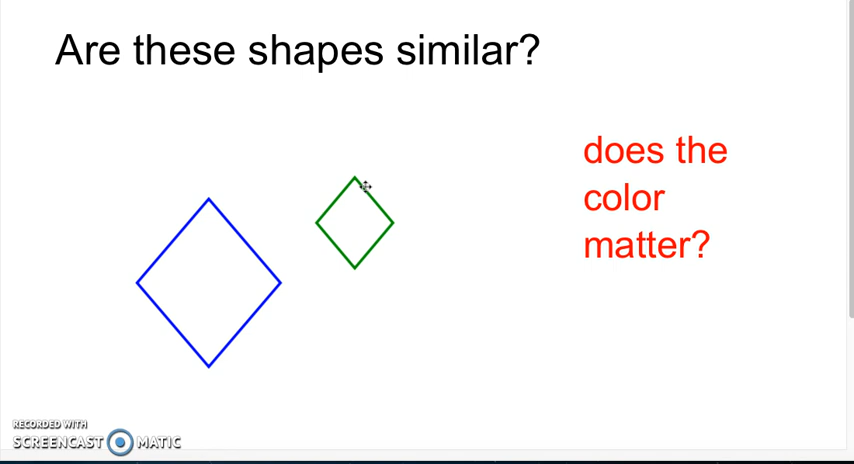 Are these shapes similar?
does the
color
matter?
RECORDED WITH
SCREENCAST MATIC